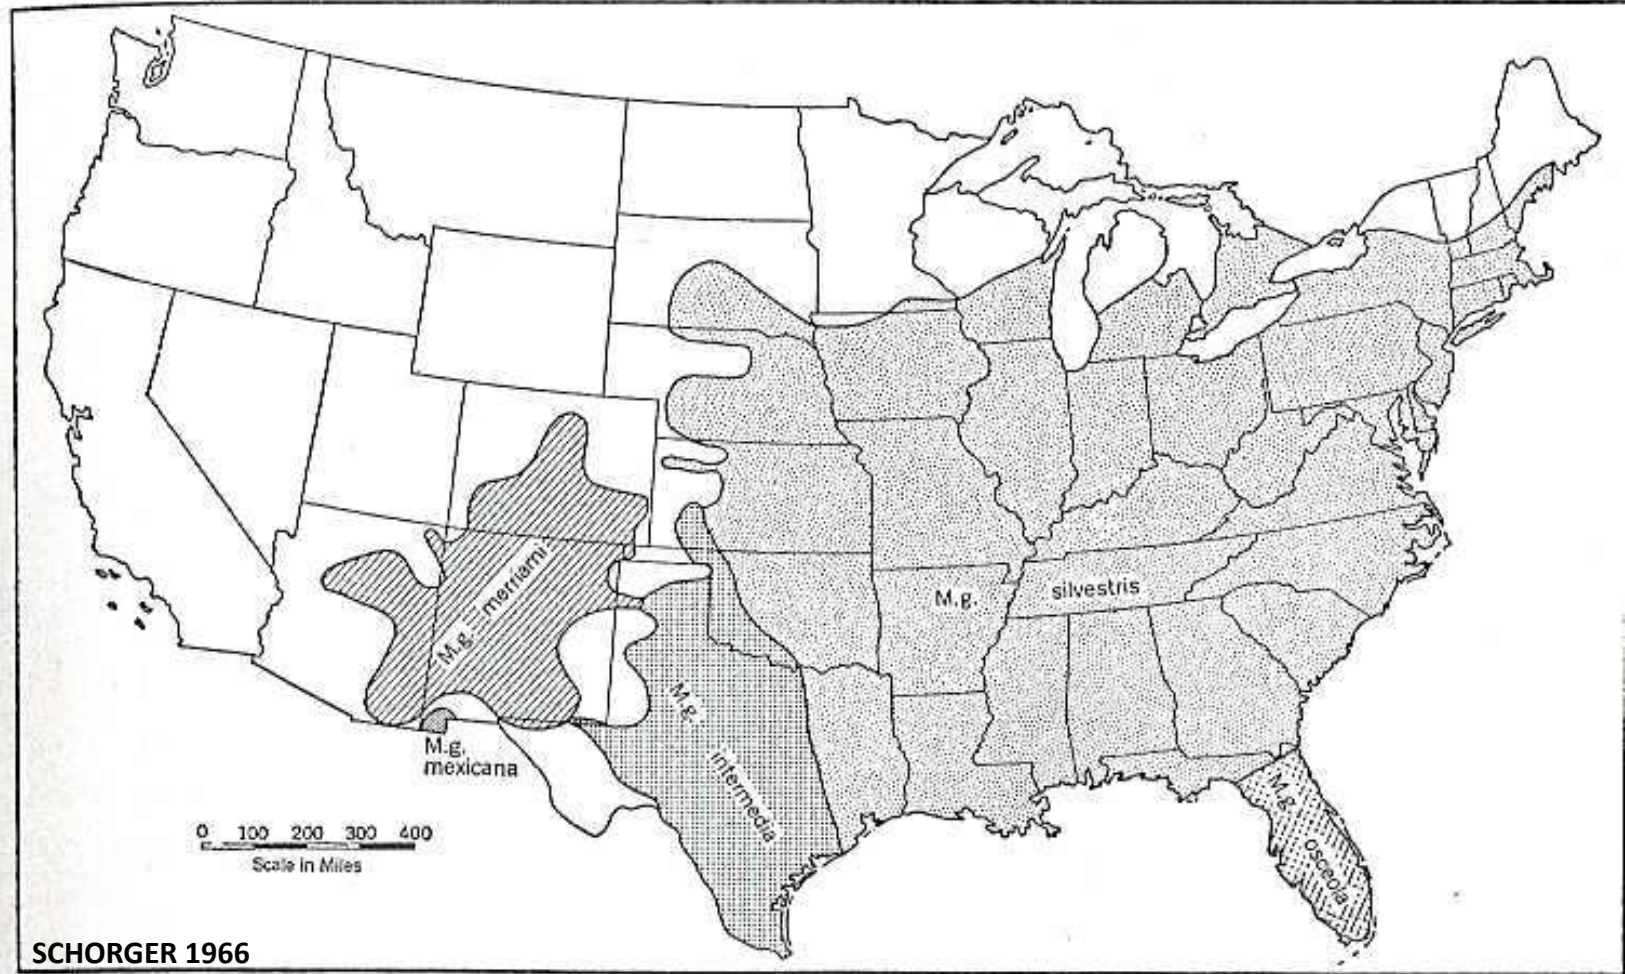 M.g. merriami
M.g.
mexicana
M.g. intermedia
M.g. silvestris
M.g. osceola
0 100 200 300 400
Scale in Miles
SCHORGER 1966